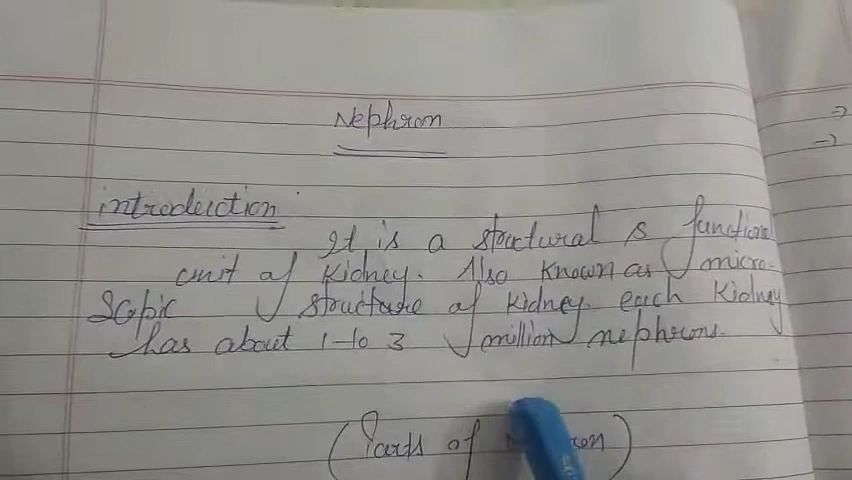 Nephron
introduction
It is a structural & functional
unit of kidney. Also known as micro-
Scopic structure of kidney. each kidney
has about 1-to 3 million nephrons.
(Parts of